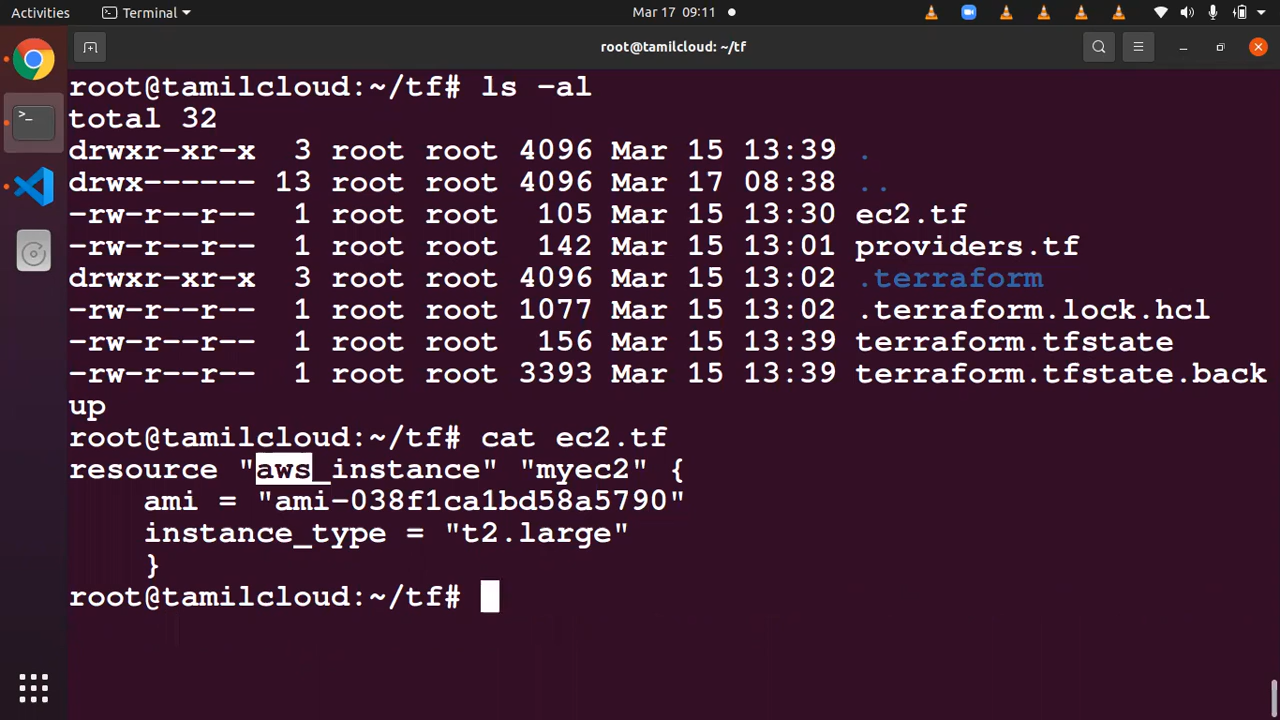 Activities Terminal Mar 17 09:11
root@tamilcloud: ~/tf
root@tamilcloud:~/tf# ls -al
total 32
drwxr-xr-x  3 root root 4096 Mar 15 13:39 .
drwx------ 13 root root 4096 Mar 17 08:38 ..
-rw-r--r--  1 root root  105 Mar 15 13:30 ec2.tf
-rw-r--r--  1 root root  142 Mar 15 13:01 providers.tf
drwxr-xr-x  3 root root 4096 Mar 15 13:02 .terraform
-rw-r--r--  1 root root 1077 Mar 15 13:02 .terraform.lock.hcl
-rw-r--r--  1 root root  156 Mar 15 13:39 terraform.tfstate
-rw-r--r--  1 root root 3393 Mar 15 13:39 terraform.tfstate.back
up
root@tamilcloud:~/tf# cat ec2.tf
resource "aws_instance" "myec2" {
    ami = "ami-038f1ca1bd58a5790"
    instance_type = "t2.large"
    }
root@tamilcloud:~/tf#